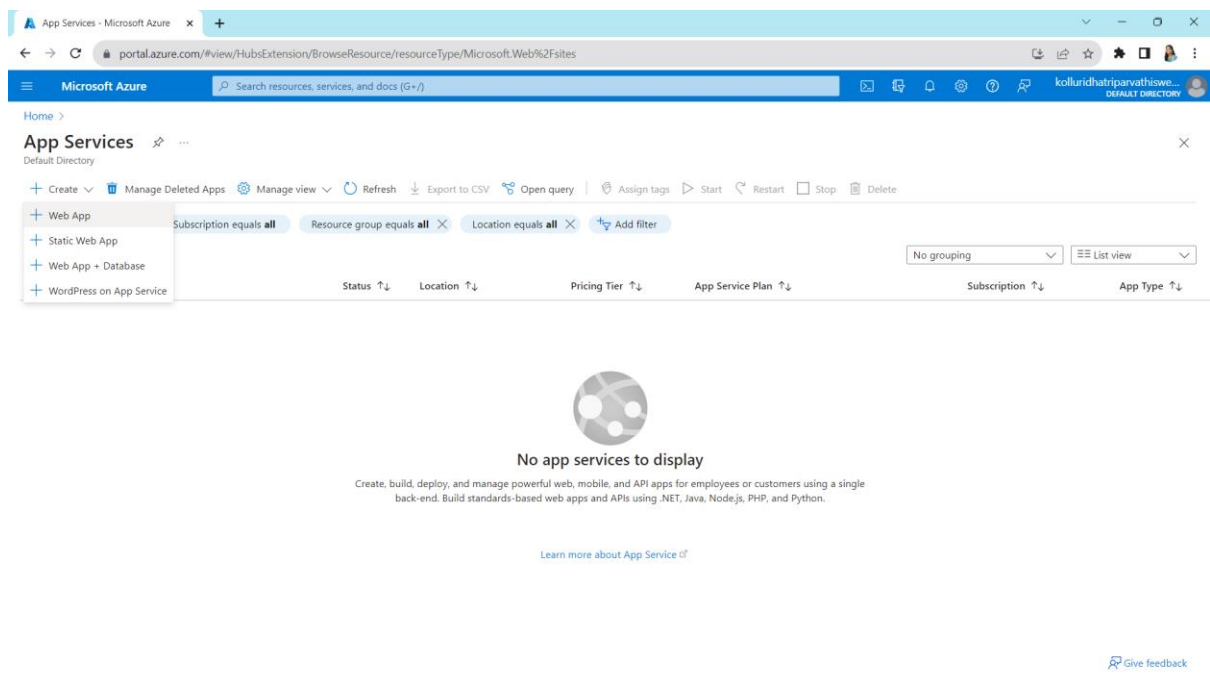 App Services - Microsoft Azure
portal.azure.com/#view/HubsExtension/BrowseResource/resourceType/Microsoft.Web%2Fsites
Microsoft Azure Search resources, services, and docs (G+/) kolluridhatriparvathiswe...
DEFAULT DIRECTORY
Home >
App Services ...
Default Directory
Create Manage Deleted Apps Manage view Refresh Export to CSV Open query Assign tags Start Restart Stop Delete
Web App
Subscription equals all Resource group equals all Location equals all Add filter
Static Web App
Web App + Database
No grouping List view
WordPress on App Service
Status ↑↓ Location ↑↓ Pricing Tier ↑↓ App Service Plan ↑↓ Subscription ↑↓ App Type ↑↓
No app services to display
Create, build, deploy, and manage powerful web, mobile, and API apps for employees or customers using a single
back-end. Build standards-based web apps and APIs using .NET, Java, Node.js, PHP, and Python.
Learn more about App Service
Give feedback